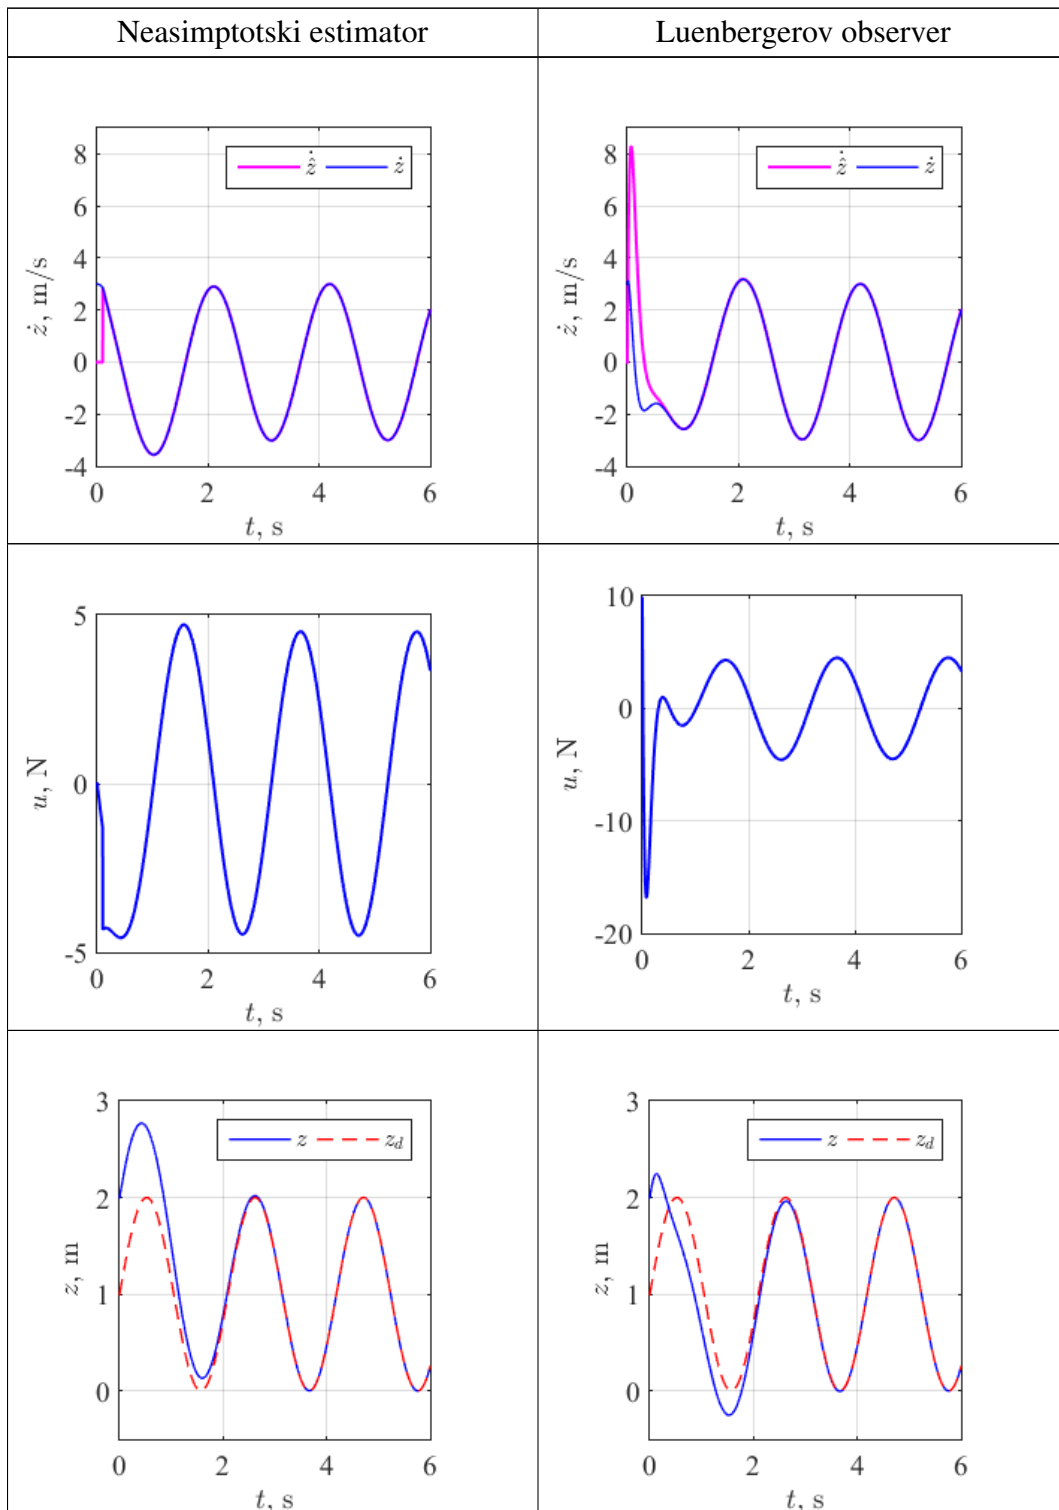 Neasimptotski estimator
Luenbergerov observer
8
6
4
2
0
-2
-4
0 2 4 6
ż, m/s
t, s
ż̂ ż
8
6
4
2
0
-2
-4
0 2 4 6
ż, m/s
t, s
ż̂ ż
5
0
-5
0 2 4 6
u, N
t, s
10
0
-10
-20
0 2 4 6
u, N
t, s
3
2
1
0
0 2 4 6
z, m
t, s
z z_d
3
2
1
0
0 2 4 6
z, m
t, s
z z_d